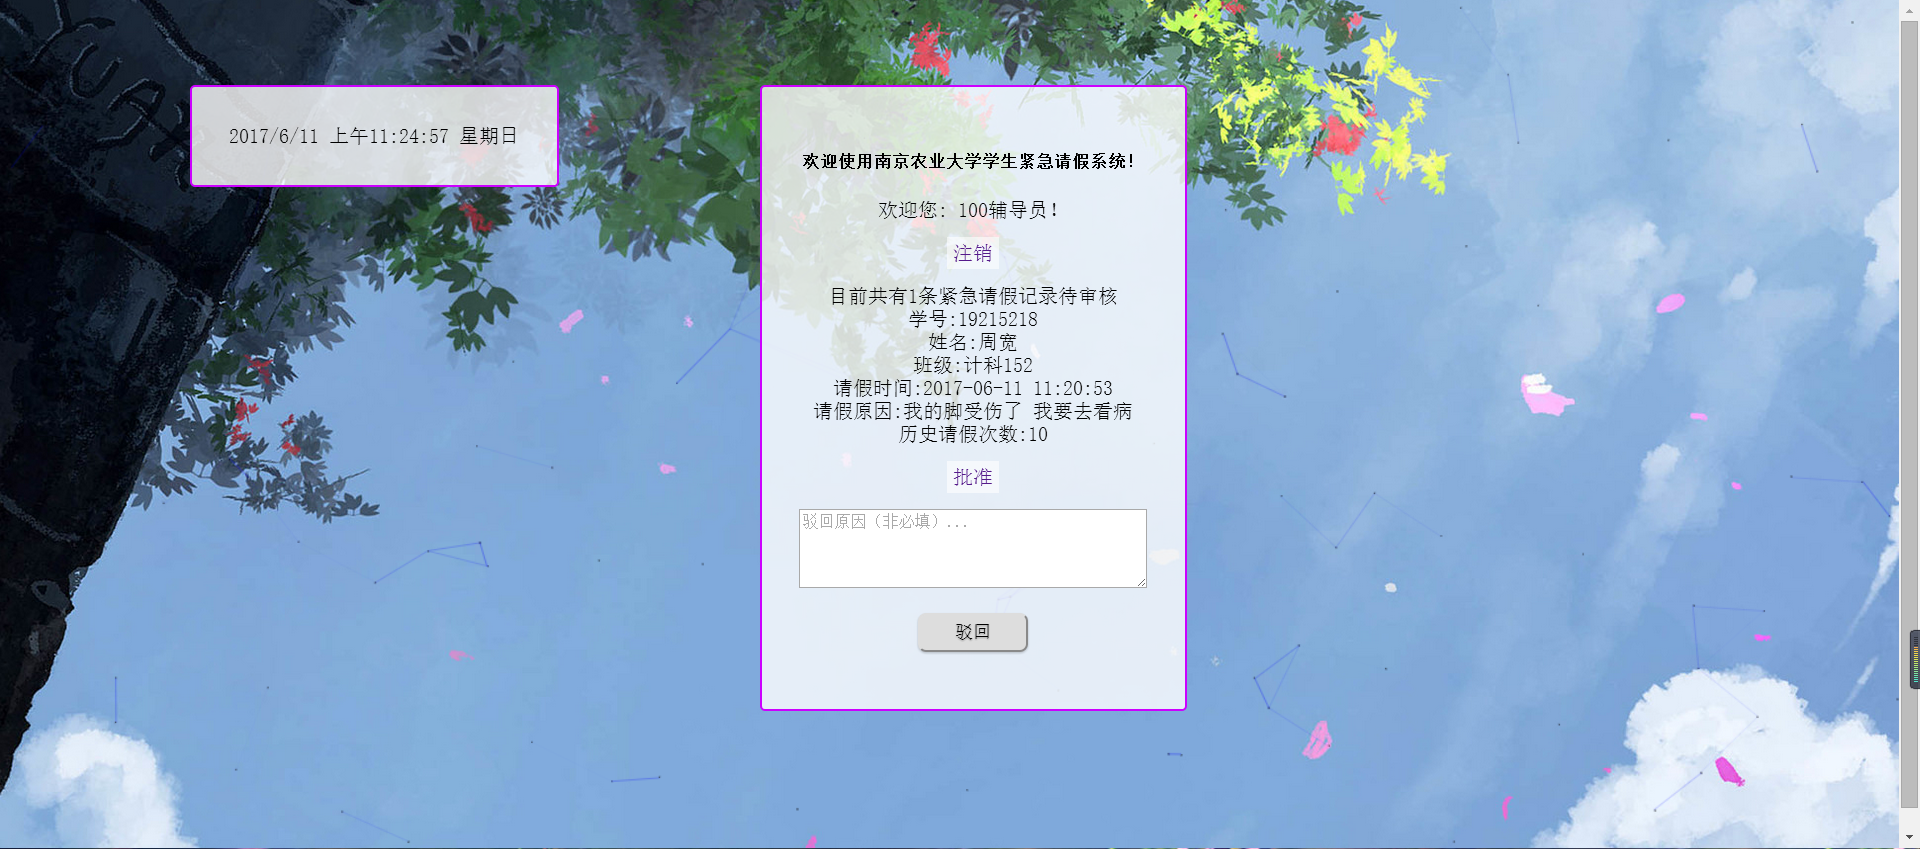 2017/6/11 上午11:24:57 星期日
欢迎使用南京农业大学学生紧急请假系统!
欢迎您: 100辅导员!
注销
目前共有1条紧急请假记录待审核
学号:19215218
姓名:周宽
班级:计科152
请假时间:2017-06-11 11:20:53
请假原因:我的脚受伤了 我要去看病
历史请假次数:10
批准
驳回原因（非必填）...
驳回